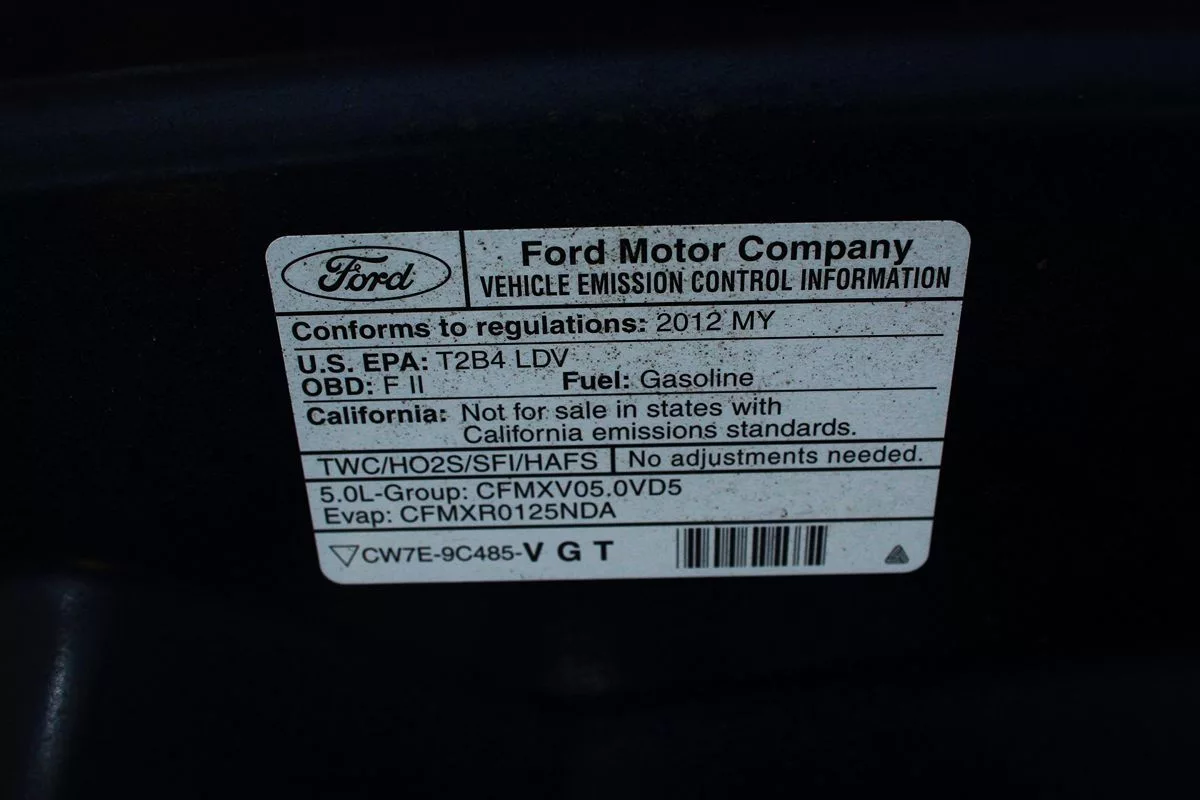 Ford
Ford Motor Company
VEHICLE EMISSION CONTROL INFORMATION
Conforms to regulations: 2012 MY
U.S. EPA: T2B4 LDV
OBD: F II Fuel: Gasoline
California: Not for sale in states with
California emissions standards.
TWC/HO2S/SFI/HAFS No adjustments needed.
5.0L-Group: CFMXV05.0VD5
Evap: CFMXR0125NDA
CW7E-9C485-V G T